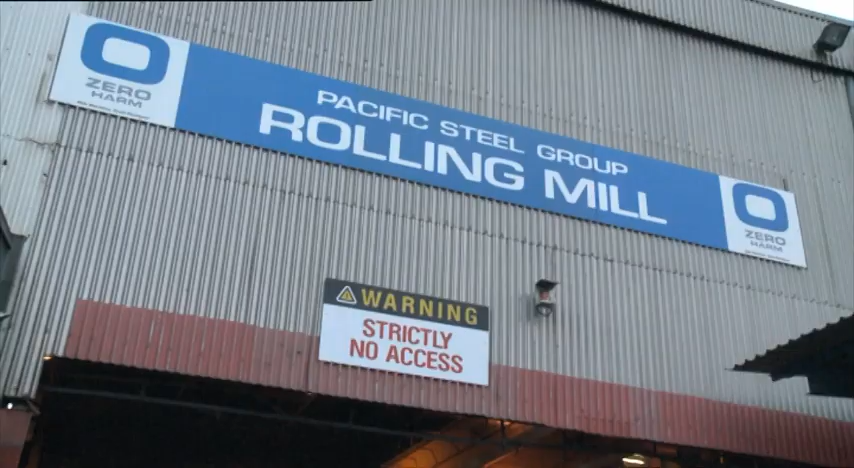 ZERO
HARM
PACIFIC STEEL GROUP
ROLLING MILL
ZERO
HARM
WARNING
STRICTLY
NO ACCESS